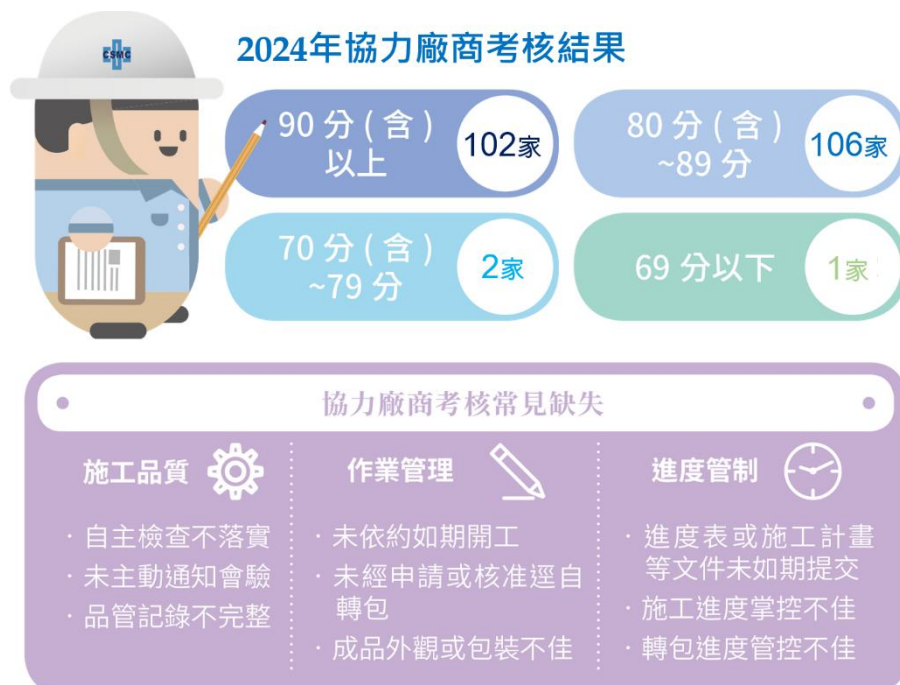 CSMC
2024年協力廠商考核結果
90 分 ( 含 )
以上
102家
80 分 ( 含 )
~89 分
106家
70 分 ( 含 )
~79 分
2家
69 分以下
1家
協力廠商考核常見缺失
施工品質
· 自主檢查不落實
· 未主動通知會驗
· 品管記錄不完整
作業管理
· 未依約如期開工
· 未經申請或核准逕自
轉包
· 成品外觀或包裝不佳
進度管制
· 進度表或施工計畫
等文件未如期提交
· 施工進度掌控不佳
· 轉包進度管控不佳